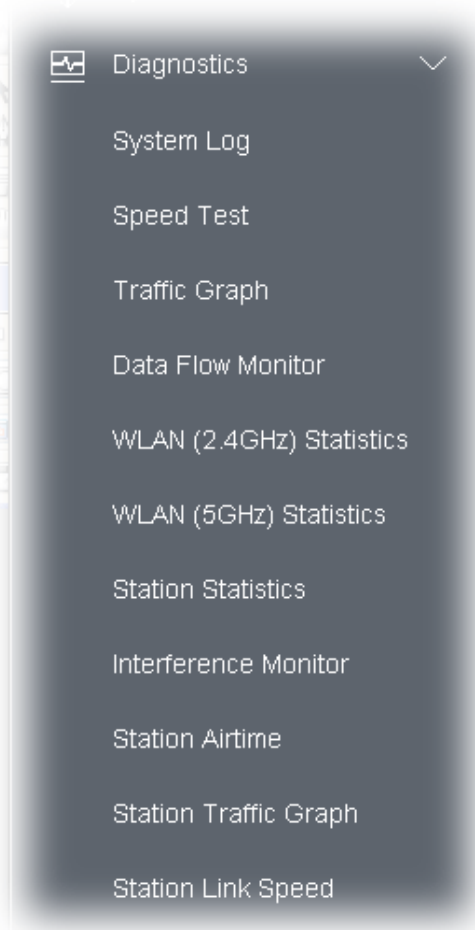 Diagnostics
System Log
Speed Test
Traffic Graph
Data Flow Monitor
WLAN (2.4GHz) Statistics
WLAN (5GHz) Statistics
Station Statistics
Interference Monitor
Station Airtime
Station Traffic Graph
Station Link Speed